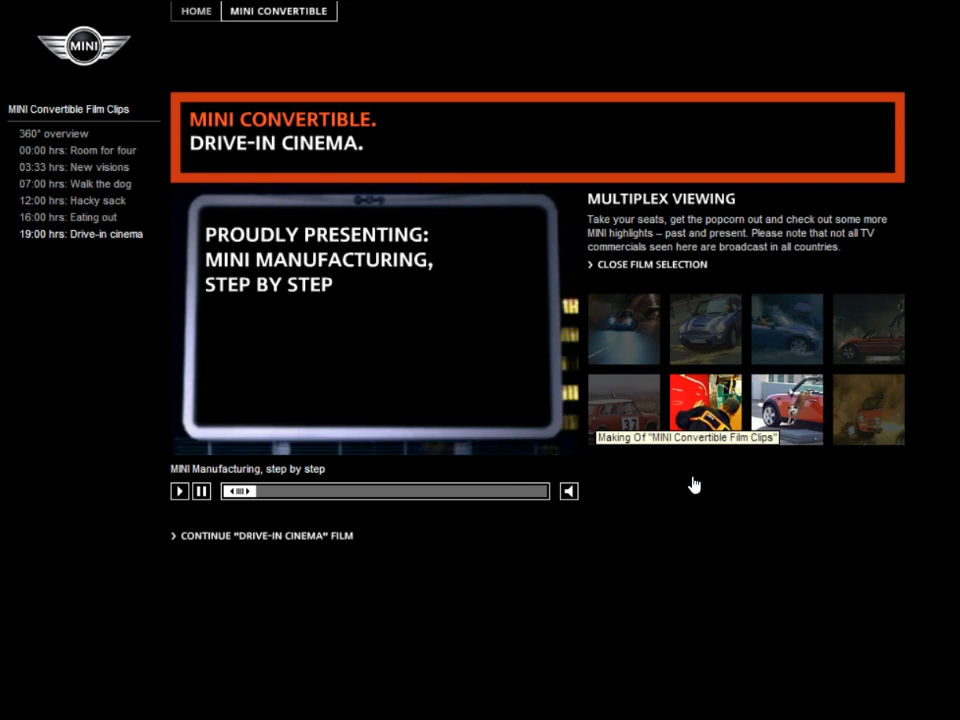 HOME
MINI CONVERTIBLE
MINI
MINI Convertible Film Clips
360° overview
00:00 hrs: Room for four
03:33 hrs: New visions
07:00 hrs: Walk the dog
12:00 hrs: Hacky sack
16:00 hrs: Eating out
19:00 hrs: Drive-in cinema
MINI CONVERTIBLE.
DRIVE-IN CINEMA.
PROUDLY PRESENTING:
MINI MANUFACTURING,
STEP BY STEP
MINI Manufacturing, step by step
CONTINUE "DRIVE-IN CINEMA" FILM
MULTIPLEX VIEWING
Take your seats, get the popcorn out and check out some more
MINI highlights – past and present. Please note that not all TV
commercials seen here are broadcast in all countries.
CLOSE FILM SELECTION
37
Making Of "MINI Convertible Film Clips"